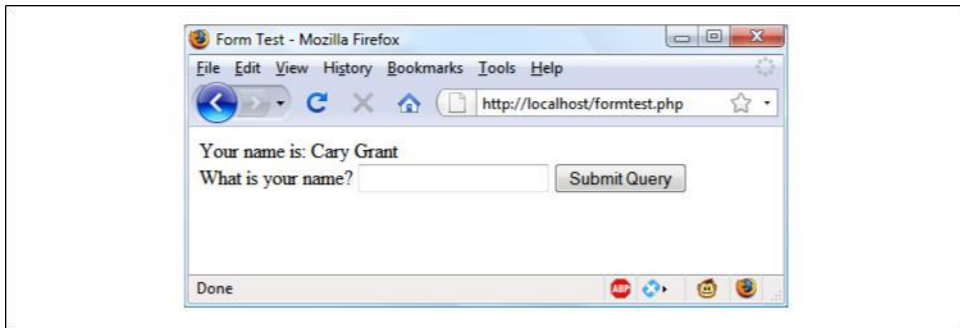 Form Test - Mozilla Firefox
File Edit View History Bookmarks Tools Help
http://localhost/formtest.php
Your name is: Cary Grant
What is your name? Submit Query
Done ABP